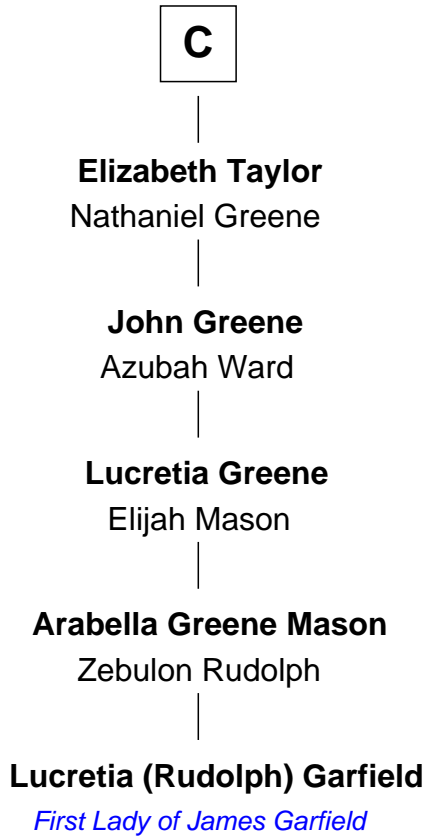 C
Elizabeth Taylor
Nathaniel Greene
John Greene
Azubah Ward
Lucretia Greene
Elijah Mason
Arabella Greene Mason
Zebulon Rudolph
Lucretia (Rudolph) Garfield
First Lady of James Garfield